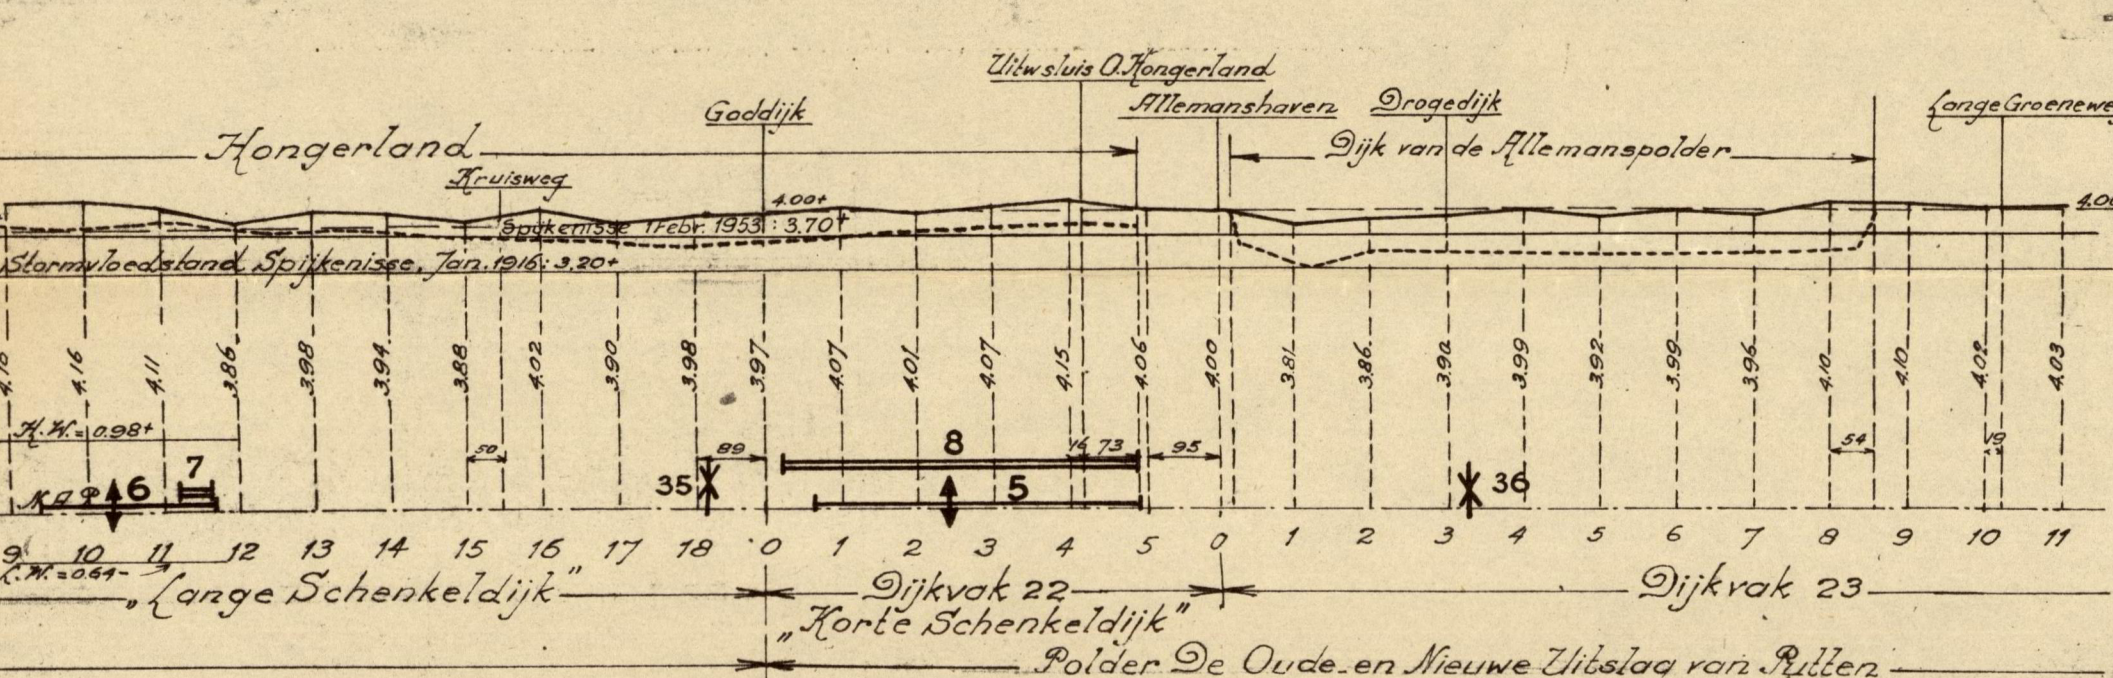 Uitw sluis O. Hongerland
Goddijk
Allemanshaven
Drogedijk
Lange Groeneweg
Hongerland
Dijk van de Allemanspolder
Kruisweg
4.00+
4.00
Spijkenisse 1 Febr. 1953 : 3.70+
Stormvloedstand Spijkenisse, Jan. 1916: 3.20+
4.16 4.11 3.86 3.98 3.94 3.88 4.02 3.90 3.98 3.97 4.07 4.01 4.07 4.15 4.06 4.00 3.81 3.86 3.90 3.99 3.92 3.99 3.96 4.10 4.10 4.02 4.03
H.W. = 0.98+
50 89 8 16 73 95 54 19
7
N A P 6 35 5 36
9 10 11 12 13 14 15 16 17 18 0 1 2 3 4 5 0 1 2 3 4 5 6 7 8 9 10 11
L.W. = 0.64-
„Lange Schenkeldijk” Dijkvak 22 Dijkvak 23
„Korte Schenkeldijk”
Polder De Oude en Nieuwe Uitslag van Putten